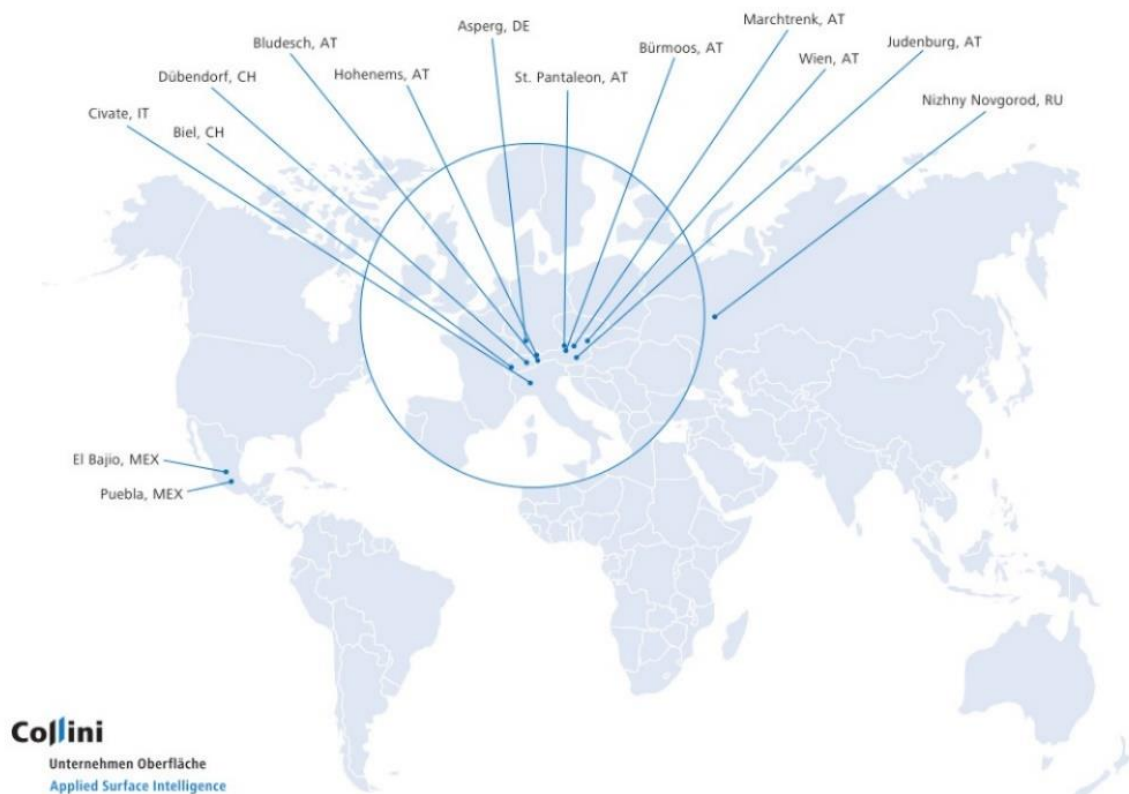 Asperg, DE
Marchtrenk, AT
Bludesch, AT
Bürmoos, AT
Judenburg, AT
Dübendorf, CH
Hohenems, AT
St. Pantaleon, AT
Wien, AT
Civate, IT
Biel, CH
Nizhny Novgorod, RU
El Bajio, MEX
Puebla, MEX
Collini
Unternehmen Oberfläche
Applied Surface Intelligence